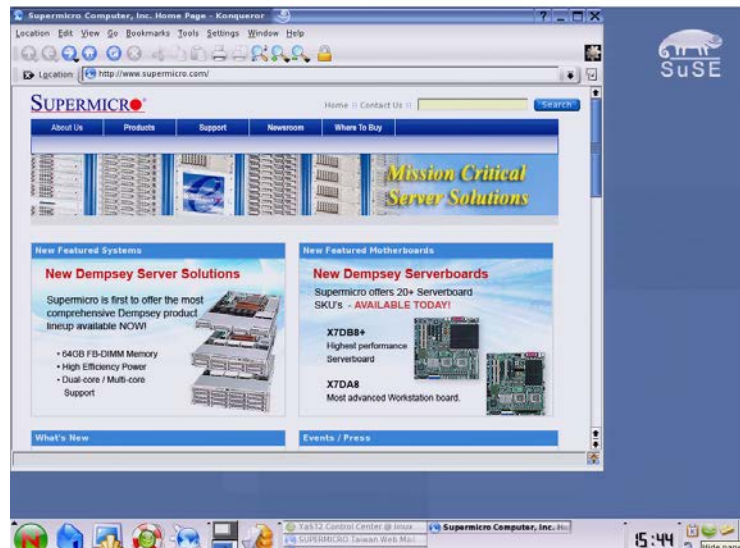 Supermicro Computer, Inc. Home Page - Konqueror
Location Edit View Go Bookmarks Tools Settings Window Help
Location: http://www.supermicro.com/
SuSE
SUPERMICRO
Home :: Contact Us :: Search
About Us Products Support Newsroom Where To Buy
Mission Critical
Server Solutions
New Featured Systems
New Dempsey Server Solutions
Supermicro is first to offer the most
comprehensive Dempsey product
lineup available NOW!
• 64GB FB-DIMM Memory
• High Efficiency Power
• Dual-core / Multi-core
Support
New Featured Motherboards
New Dempsey Serverboards
Supermicro offers 20+ Serverboard
SKU's - AVAILABLE TODAY!
X7DB8+
Highest performance
Serverboard
X7DA8
Most advanced Workstation board.
What's New
Events / Press
YaST2 Control Center @ linux
Supermicro Computer, Inc. Ho
SUPERMICRO Taiwan Web Mail
15:44
Hide pane